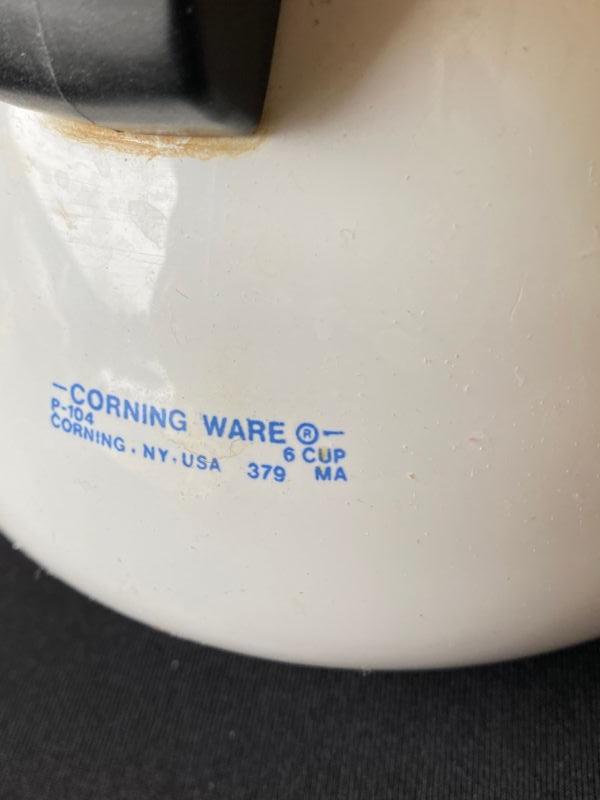 —CORNING WARE ®—
P-104 6 CUP
CORNING . NY . USA 379 MA